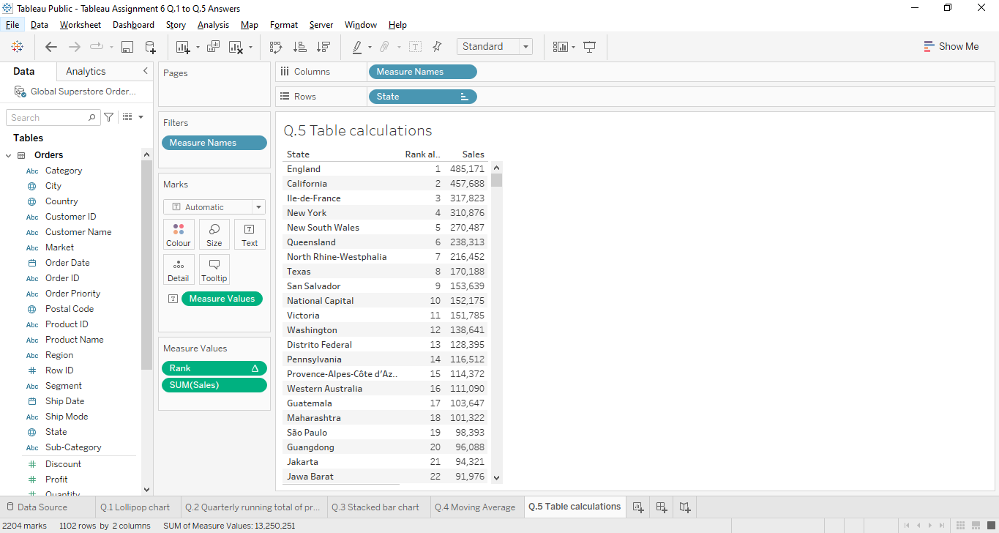 Tableau Public - Tableau Assignment 6 Q.1 to Q.5 Answers
File Data Worksheet Dashboard Story Analysis Map Format Server Window Help
Standard
Show Me
Data Analytics
Global Superstore Order...
Search
Tables
Orders
Abc Category
City
Country
Abc Customer ID
Abc Customer Name
Abc Market
Order Date
Abc Order ID
Abc Order Priority
Postal Code
Abc Product ID
Abc Product Name
Abc Region
Row ID
Abc Segment
Ship Date
Abc Ship Mode
State
Abc Sub-Category
Discount
Profit
Quantity
Pages
Filters
Measure Names
Marks
Automatic
Colour Size Text
Detail Tooltip
Measure Values
Measure Values
Rank
SUM(Sales)
Columns Measure Names
Rows State
Q.5 Table calculations
State Rank al.. Sales
England 1 485,171
California 2 457,688
Ile-de-France 3 317,823
New York 4 310,876
New South Wales 5 270,487
Queensland 6 238,313
North Rhine-Westphalia 7 216,452
Texas 8 170,188
San Salvador 9 153,639
National Capital 10 152,175
Victoria 11 151,785
Washington 12 138,641
Distrito Federal 13 128,395
Pennsylvania 14 116,512
Provence-Alpes-Côte d'Az.. 15 114,372
Western Australia 16 111,090
Guatemala 17 103,647
Maharashtra 18 101,322
São Paulo 19 98,393
Guangdong 20 96,088
Jakarta 21 94,321
Jawa Barat 22 91,976
Data Source Q.1 Lollipop chart Q.2 Quarterly running total of pr... Q.3 Stacked bar chart Q.4 Moving Average Q.5 Table calculations
2204 marks 1102 rows by 2 columns SUM of Measure Values: 13,250,251